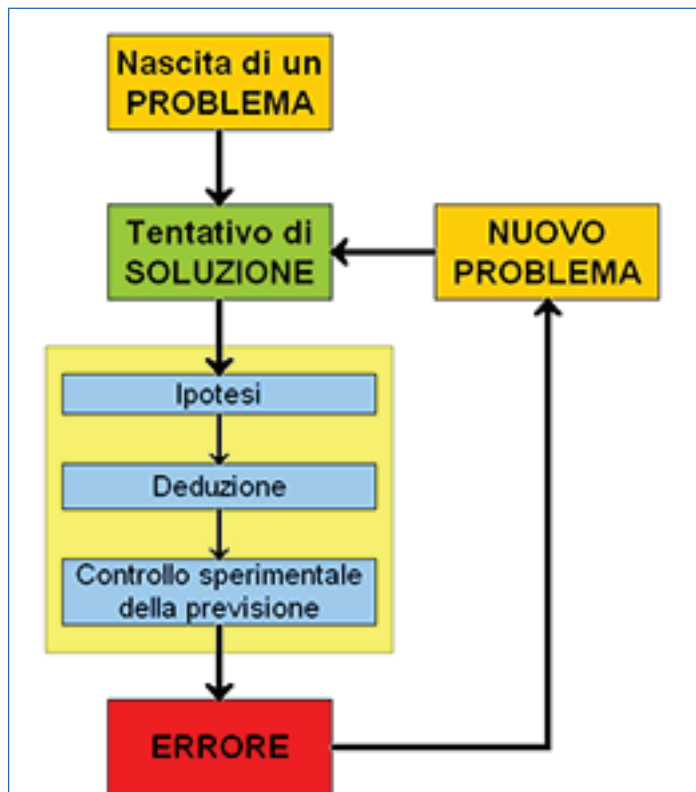 Nascita di un
PROBLEMA
Tentativo di
SOLUZIONE
NUOVO
PROBLEMA
Ipotesi
Deduzione
Controllo sperimentale
della previsione
ERRORE